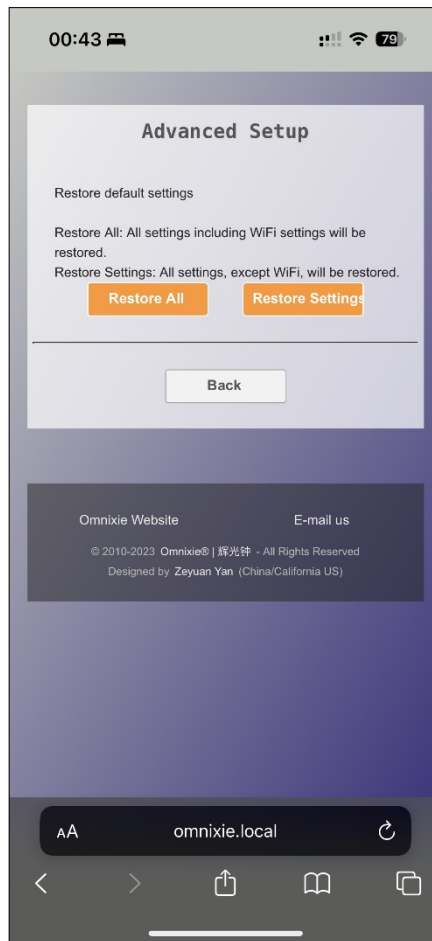 00:43
79
Advanced Setup
Restore default settings
Restore All: All settings including WiFi settings will be
restored.
Restore Settings: All settings, except WiFi, will be restored.
Restore All Restore Settings
Back
Omnixie Website E-mail us
© 2010-2023 Omnixie® | 辉光钟 - All Rights Reserved
Designed by Zeyuan Yan (China/California US)
AA omnixie.local